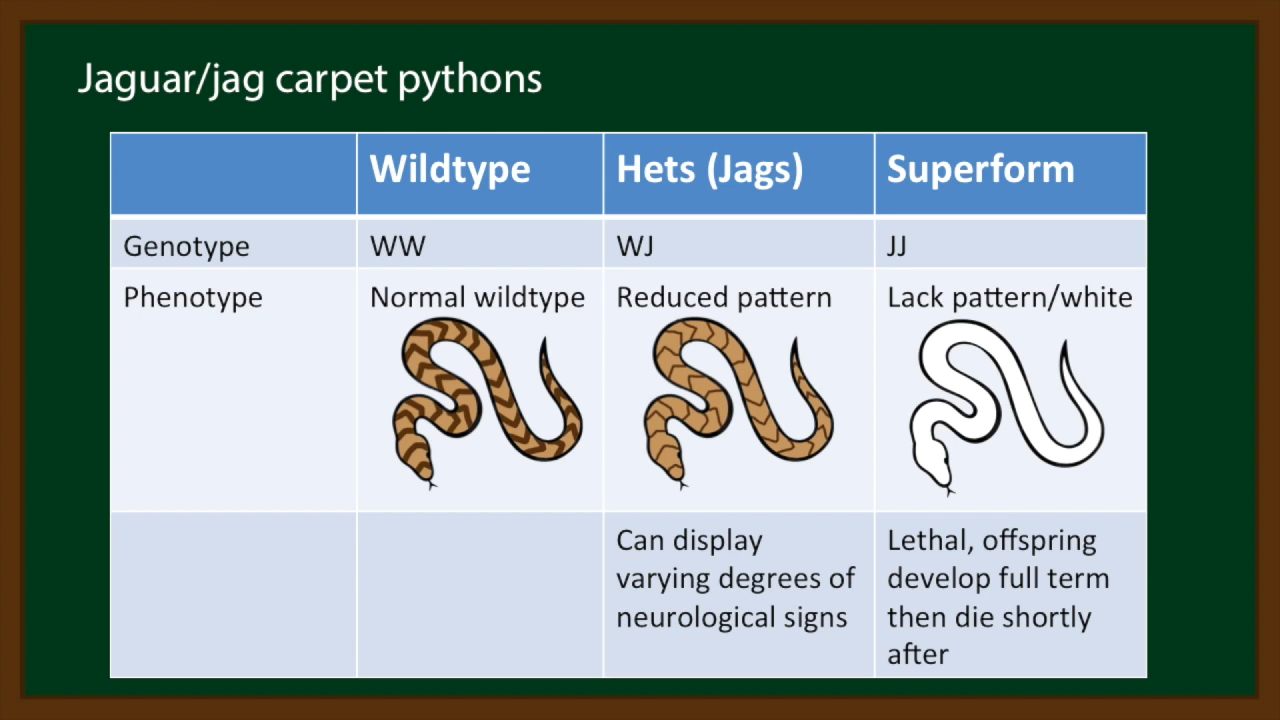 Jaguar/jag carpet pythons
Wildtype Hets (Jags) Superform
Genotype WW WJ JJ
Phenotype Normal wildtype Reduced pattern Lack pattern/white
Can display
varying degrees of
neurological signs
Lethal, offspring
develop full term
then die shortly
after